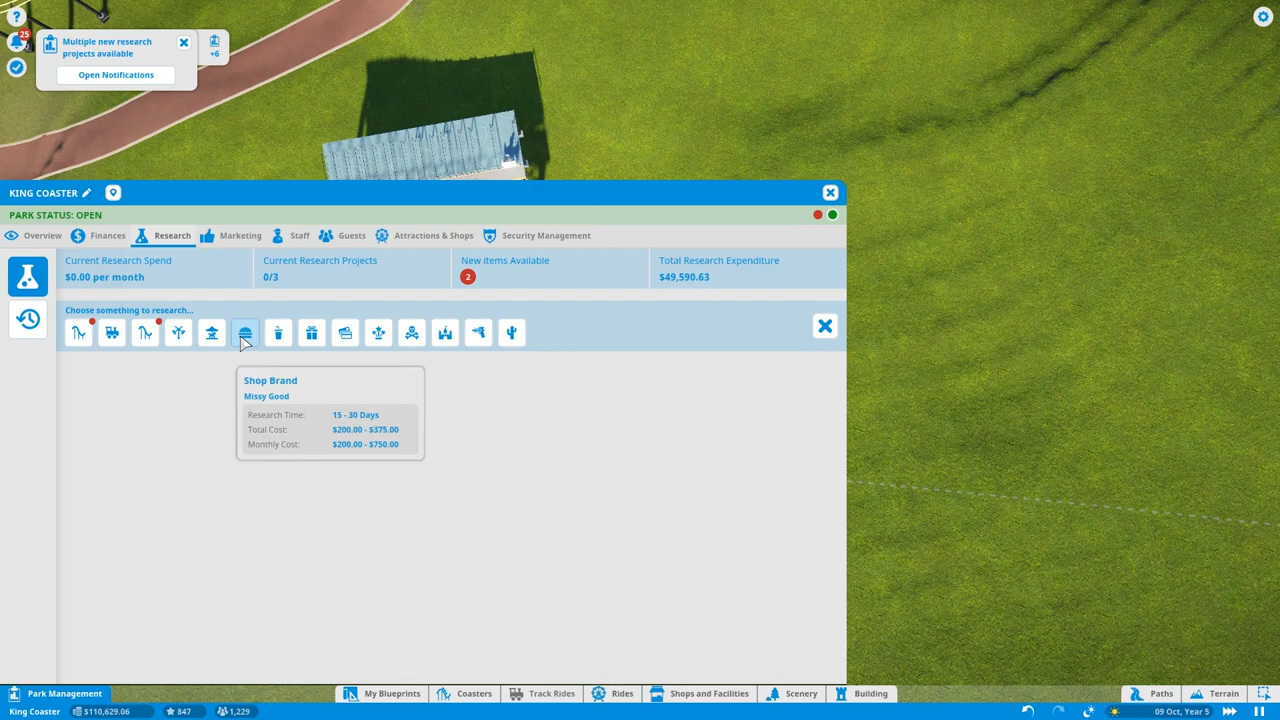 ?
25
Multiple new research
projects available
+6
Open Notifications
KING COASTER
PARK STATUS: OPEN
Overview
Finances
Research
Marketing
Staff
Guests
Attractions & Shops
Security Management
Current Research Spend
$0.00 per month
Current Research Projects
0/3
New items Available
2
Total Research Expenditure
$49,590.63
Choose something to research...
Shop Brand
Missy Good
Research Time: 15 - 30 Days
Total Cost: $200.00 - $375.00
Monthly Cost: $200.00 - $750.00
Park Management
My Blueprints
Coasters
Track Rides
Rides
Shops and Facilities
Scenery
Building
Paths
Terrain
King Coaster
$110,629.06
847
1,229
09 Oct, Year 5